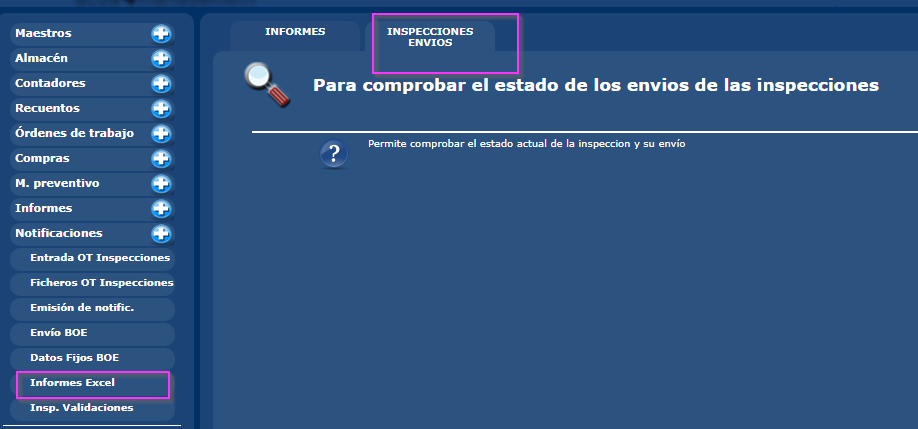 Maestros
Almacén
Contadores
Recuentos
Órdenes de trabajo
Compras
M. preventivo
Informes
Notificaciones
Entrada OT Inspecciones
Ficheros OT Inspecciones
Emisión de notific.
Envío BOE
Datos Fijos BOE
Informes Excel
Insp. Validaciones
INFORMES
INSPECCIONES
ENVIOS
Para comprobar el estado de los envios de las inspecciones
?
Permite comprobar el estado actual de la inspeccion y su envío